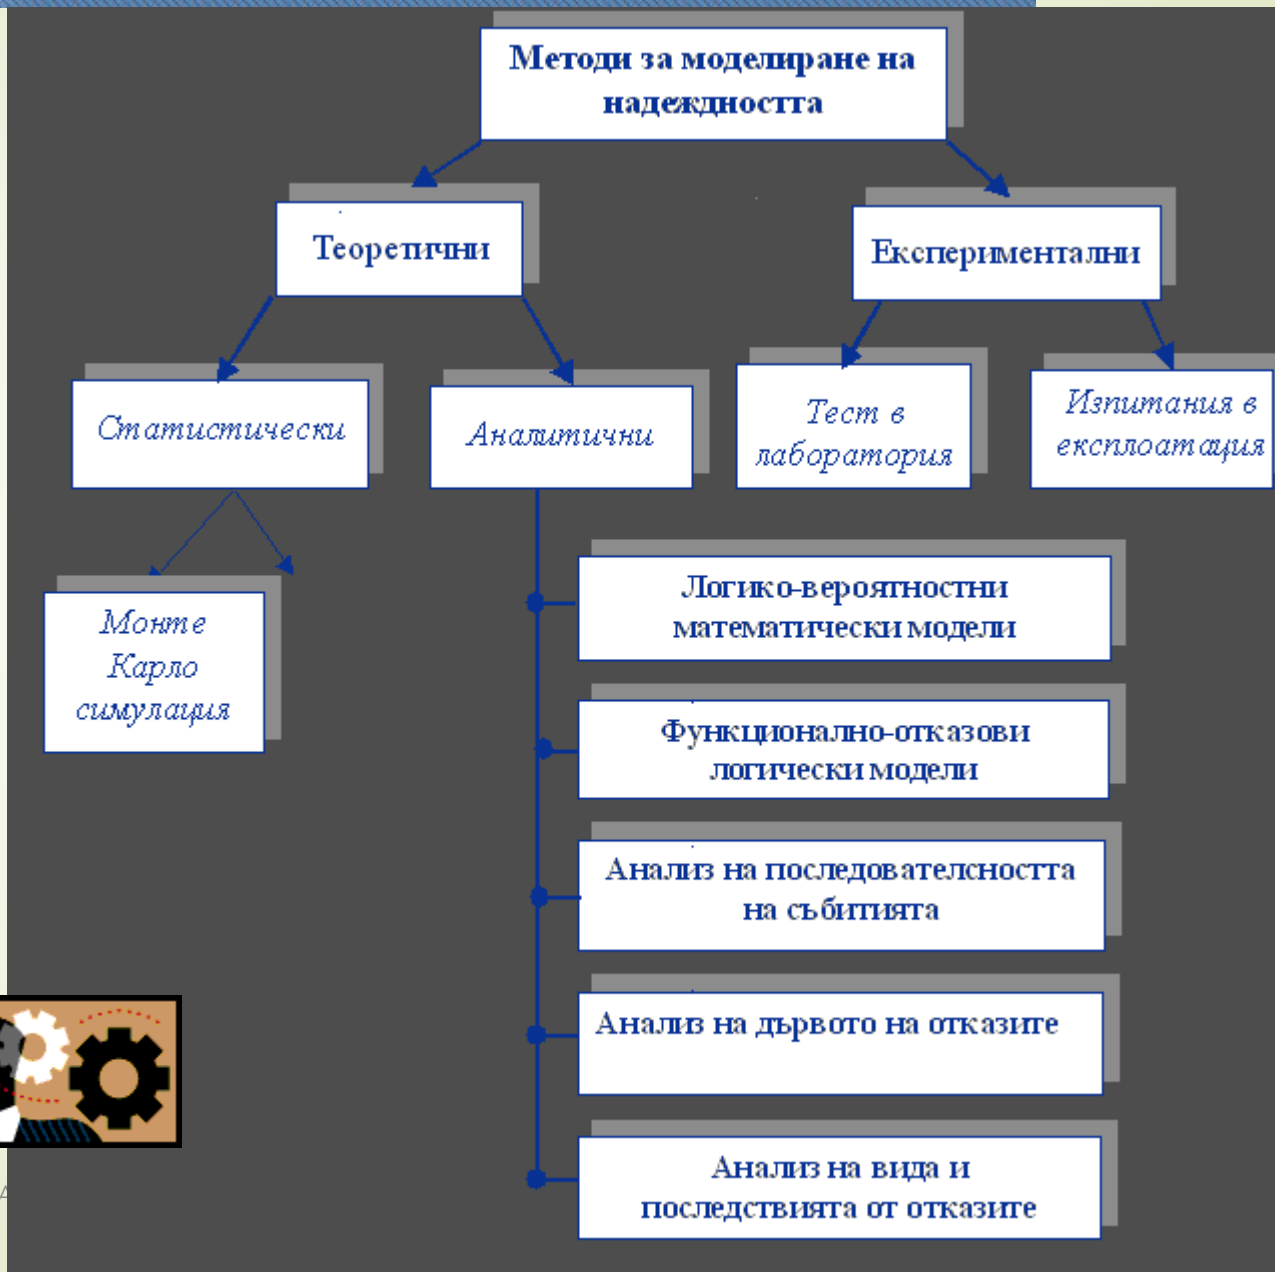 Методи за моделиране на
надеждността
Теоретични
Експериментални
Статистически
Аналитични
Тест в
лаборатория
Изпитания в
експлоатация
Монте
Карло
симулация
Логико-вероятностни
математически модели
Функционално-отказови
логически модели
Анализ на последователсността
на събитията
Анализ на дървото на отказите
Анализ на вида и
последствията от отказите